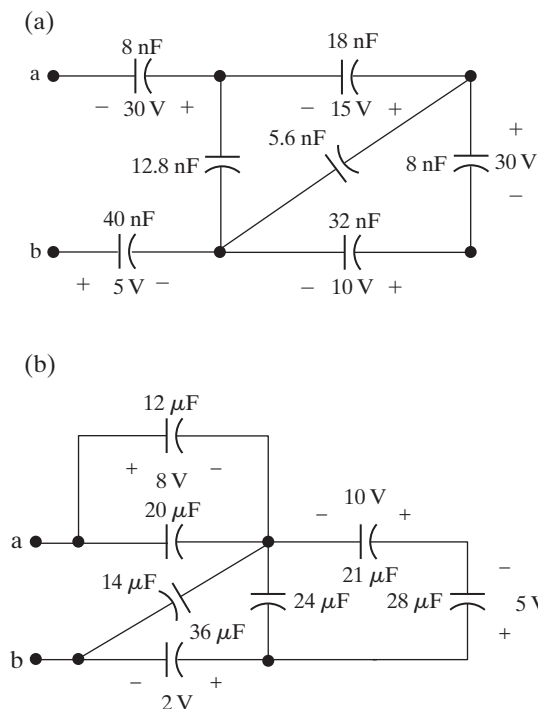 (a)
8 nF 18 nF
a
− 30 V + − 15 V +
5.6 nF +
12.8 nF 8 nF 30 V
40 nF 32 nF −
b
+ 5 V − − 10 V +
(b)
12 µF
+ 8 V −
20 µF − 10 V +
a
14 µF 21 µF −
36 µF 24 µF 28 µF 5 V
+
b
− 2 V +